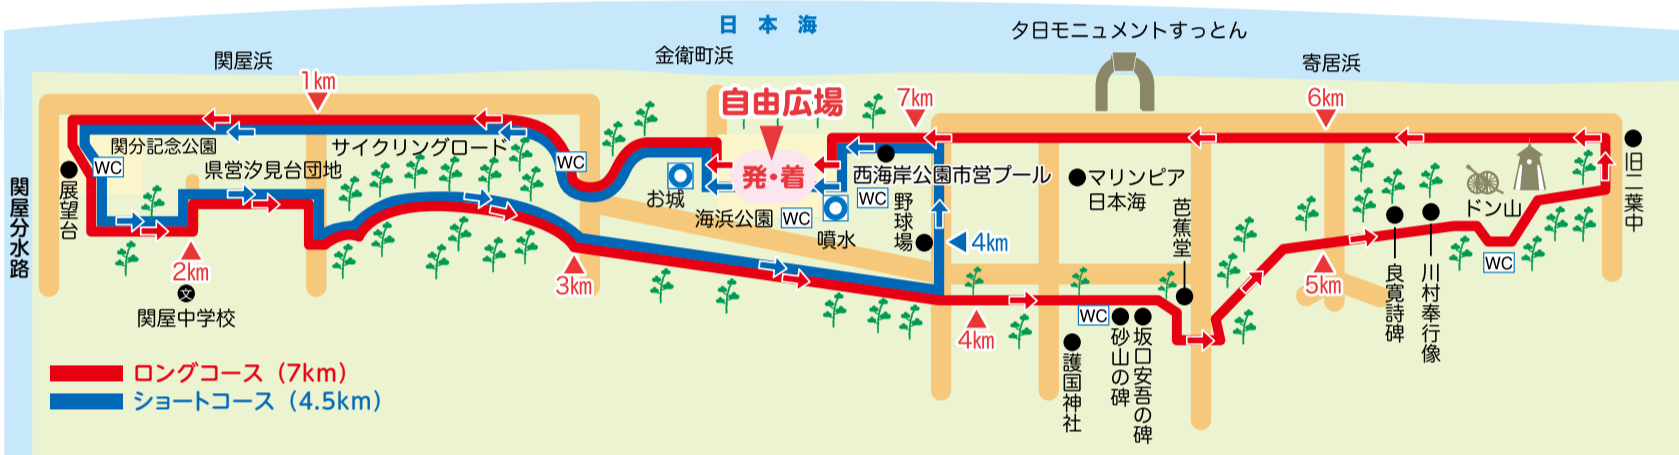 日本海
夕日モニュメントすっとん
金衛町浜
関屋浜
寄居浜
1km
自由広場
7km
6km
関分記念公園
サイクリングロード
WC
WC
県営汐見台団地
展望台
関屋分水路
発・着
お城
海浜公園
WC
噴水
WC
西海岸公園市営プール
野球場
4km
マリンピア
日本海
芭蕉堂
ドン山
旧二葉中
2km
文
関屋中学校
3km
4km
WC
護国神社
砂山の碑
坂口安吾の碑
5km
良寛詩碑
川村奉行像
WC
ロングコース（7km）
ショートコース（4.5km）